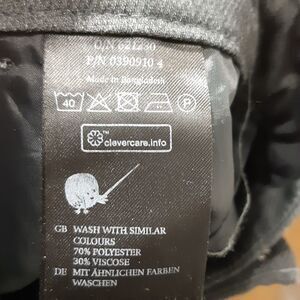 O/N 621230
P/N 0390910 4
Made in Bangladesh
40 P
clevercare.info
GB WASH WITH SIMILAR
COLOURS
70% POLYESTER
30% VISCOSE
DE MIT ÄHNLICHEN FARBEN
WASCHEN